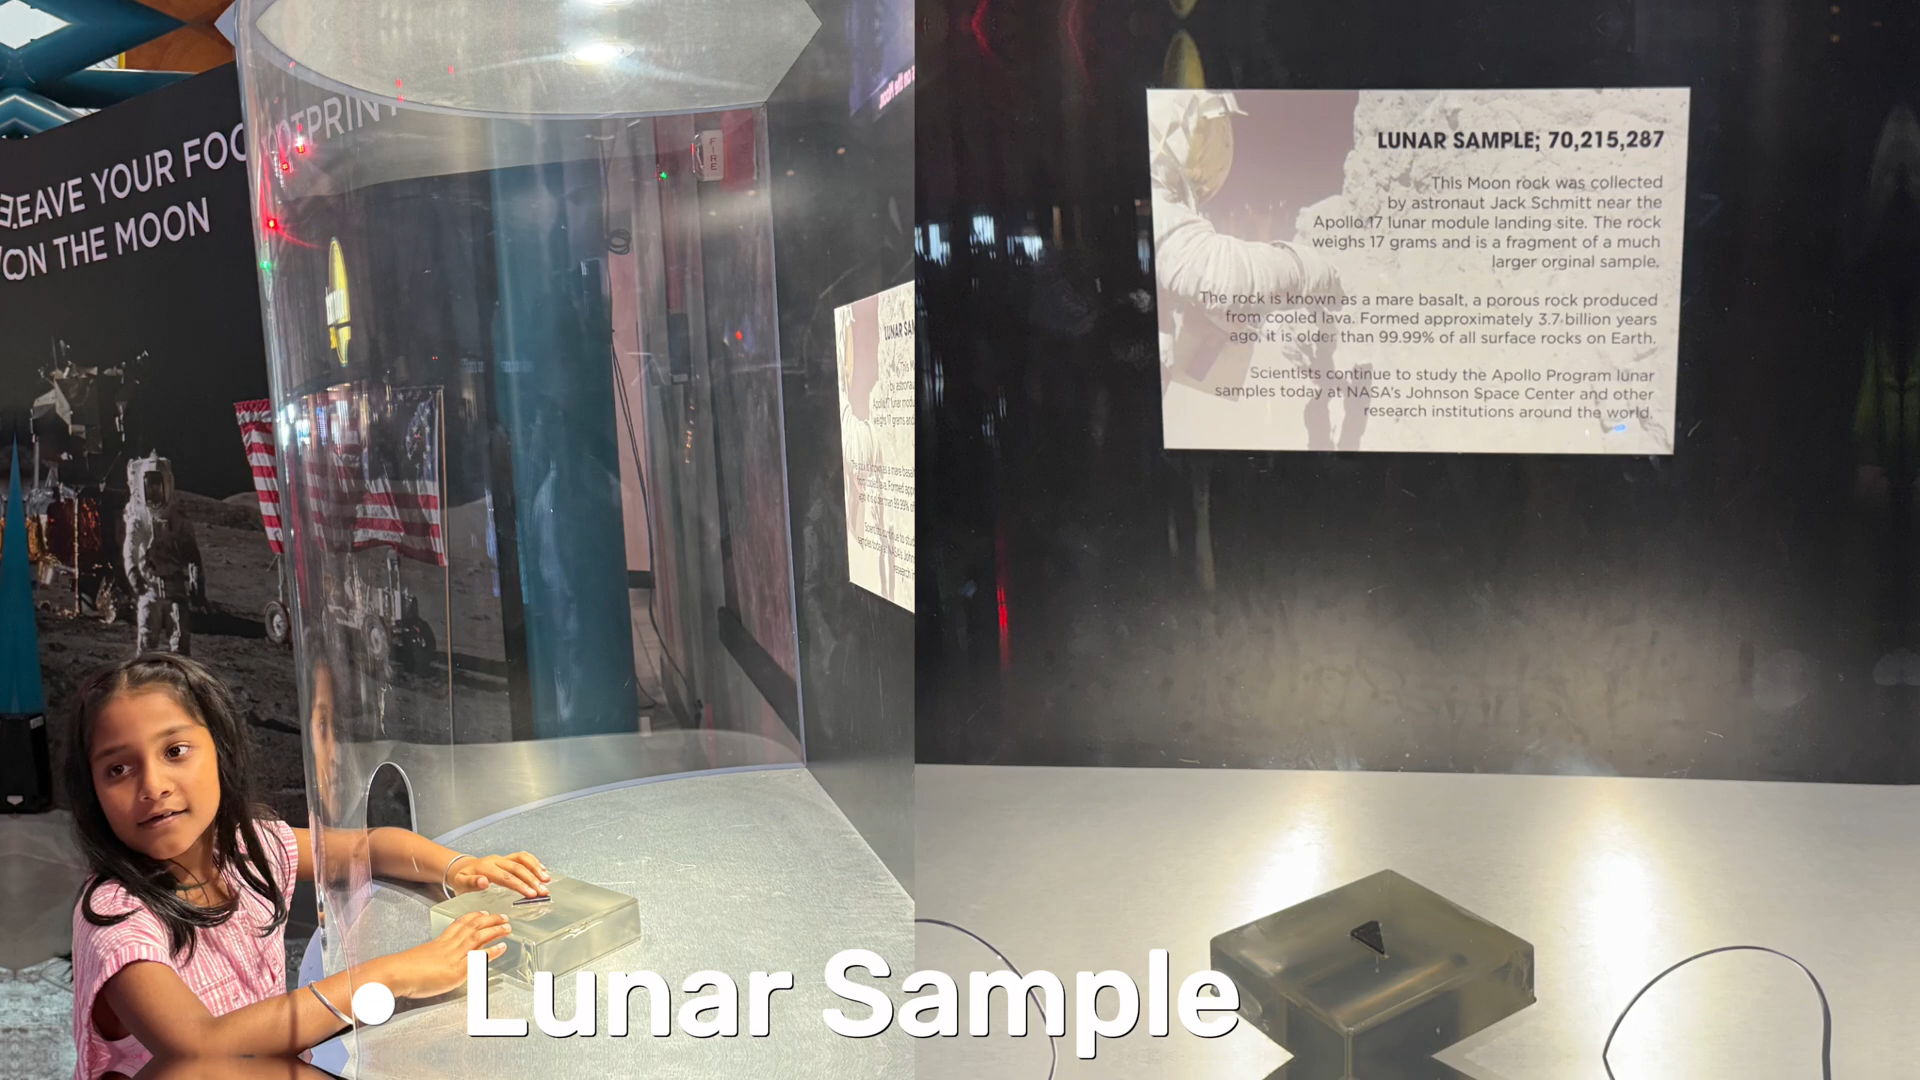 LEAVE YOUR FOOTPRINT
ON THE MOON
FIRE
on the Moon.
LUNAR SAMPLE; 70,215,287
This Moon rock was collected
by astronaut Jack Schmitt near the
Apollo 17 lunar module landing site. The rock
weighs 17 grams and is a fragment of a much
larger orginal sample.
The rock is known as a mare basalt, a porous rock produced
from cooled lava. Formed approximately 3.7 billion years
ago, it is older than 99.99% of all surface rocks on Earth.
Scientists continue to study the Apollo Program lunar
samples today at NASA's Johnson Space Center and other
research institutions around the world.
• Lunar Sample